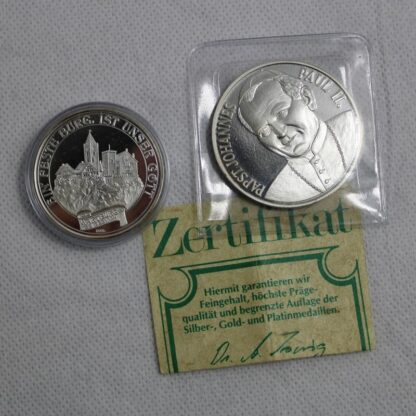 EIN FESTE BURG IST UNSER GOTT
PAPST JOHANNES PAUL II.
Zertifikat
Hiermit garantieren wir
Feingehalt, höchste Präge-
qualität und begrenzte Auflage der
Silber-, Gold- und Platinmedaillen.